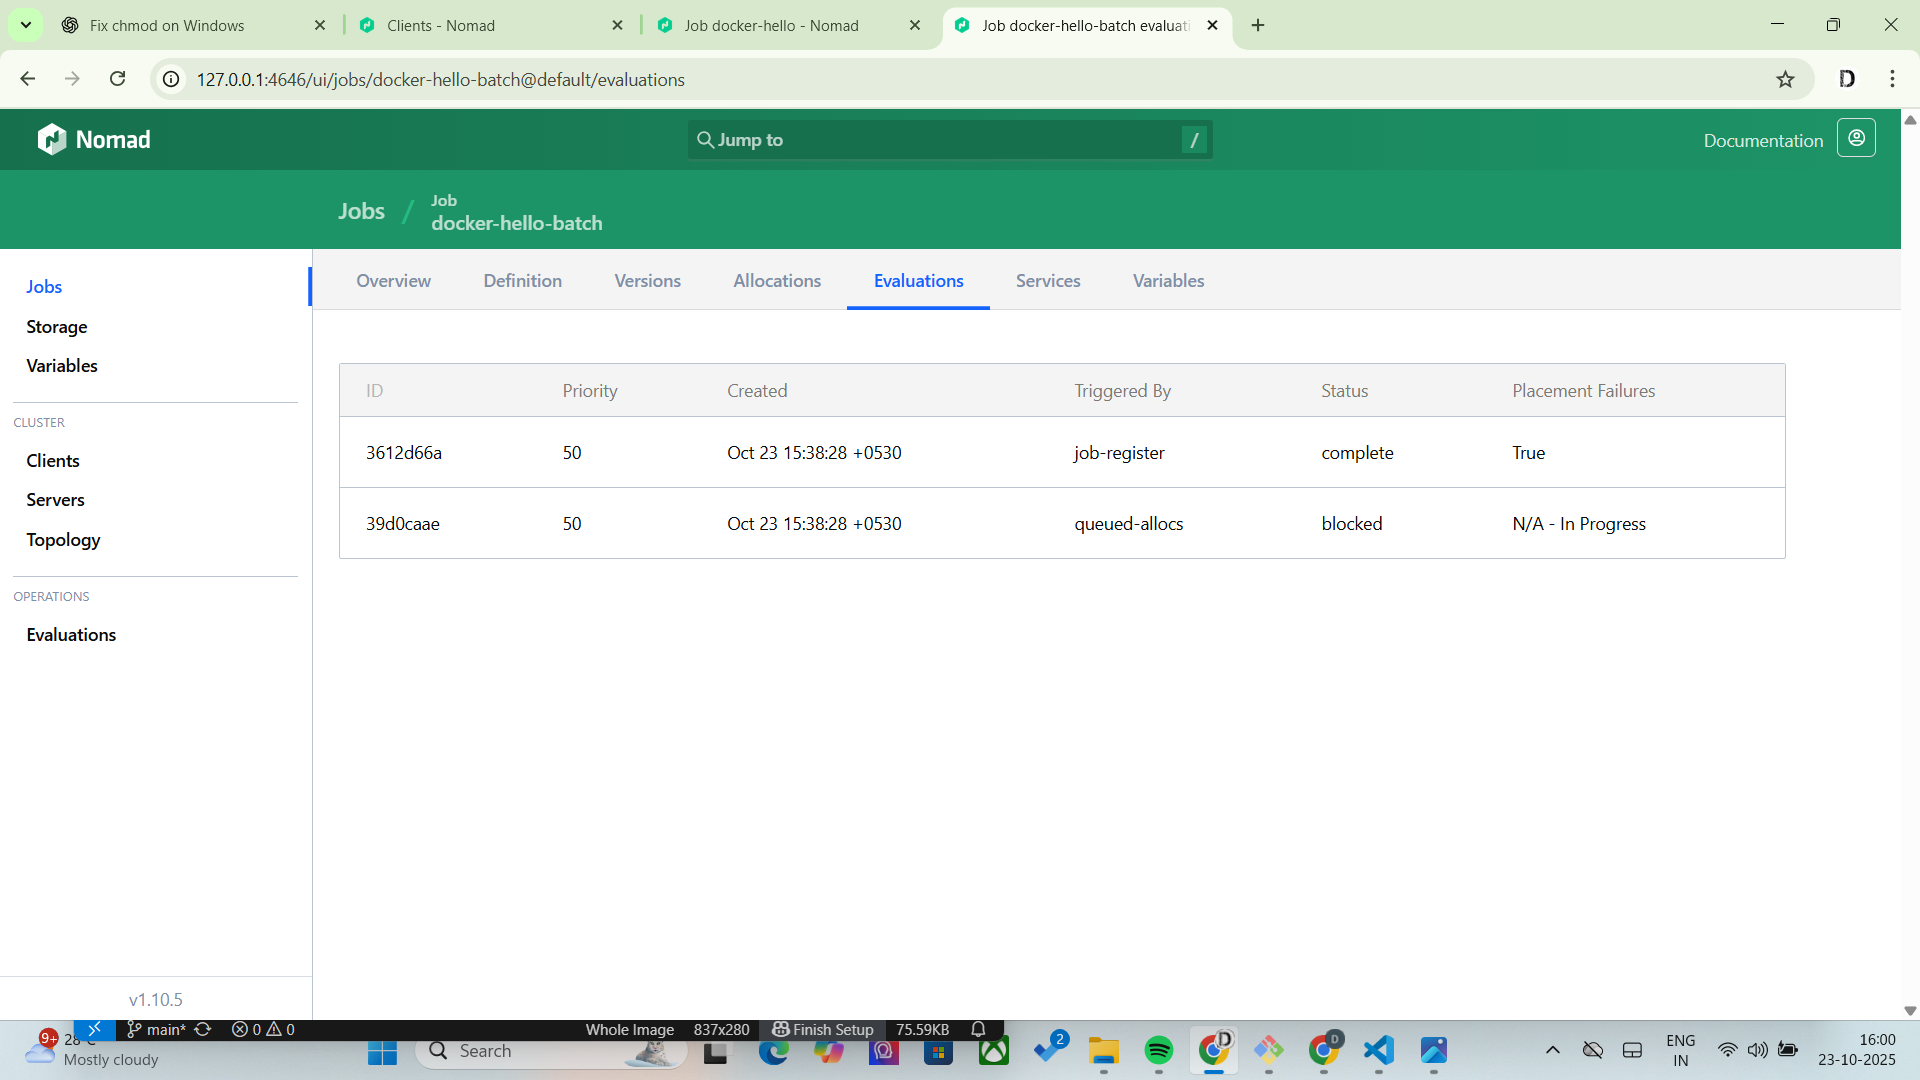 Fix chmod on Windows
Clients - Nomad
Job docker-hello - Nomad
Job docker-hello-batch evaluati
127.0.0.1:4646/ui/jobs/docker-hello-batch@default/evaluations
D
Nomad
Jump to
/
Documentation
Jobs / Job
docker-hello-batch
Jobs
Storage
Variables
CLUSTER
Clients
Servers
Topology
OPERATIONS
Evaluations
v1.10.5
Overview Definition Versions Allocations Evaluations Services Variables
ID Priority Created Triggered By Status Placement Failures
3612d66a 50 Oct 23 15:38:28 +0530 job-register complete True
39d0caae 50 Oct 23 15:38:28 +0530 queued-allocs blocked N/A - In Progress
main* 0 0 Whole Image 837x280 Finish Setup 75.59KB
9+
Mostly cloudy
Search
2
D
D
ENG
IN
16:00
23-10-2025